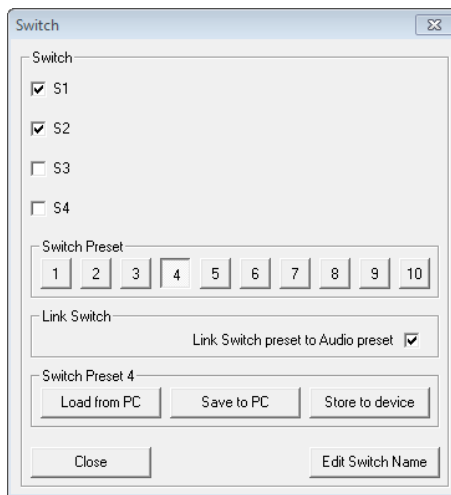 Switch
Switch
S1
S2
S3
S4
Switch Preset
1 2 3 4 5 6 7 8 9 10
Link Switch
Link Switch preset to Audio preset
Switch Preset 4
Load from PC Save to PC Store to device
Close Edit Switch Name